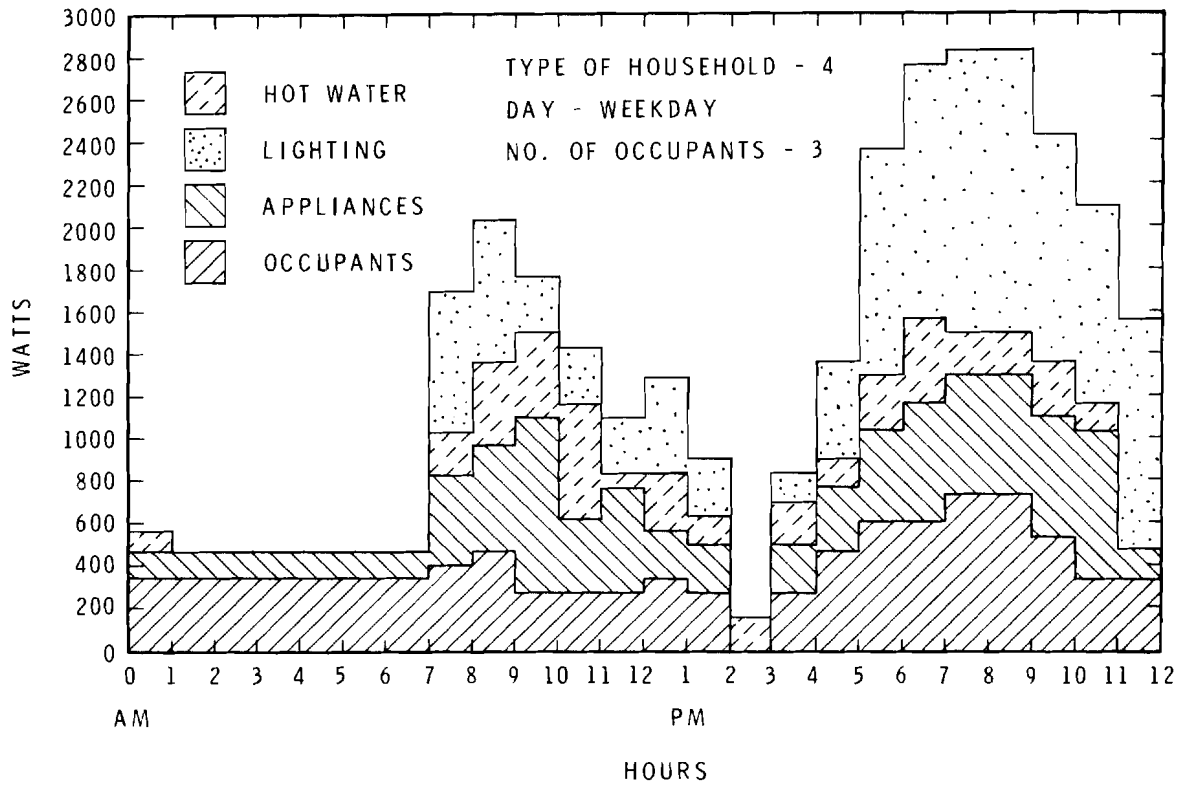 3000
2800
2600
2400
2200
2000
1800
1600
1400
1200
1000
800
600
400
200
0
WATTS
HOT WATER
LIGHTING
APPLIANCES
OCCUPANTS
TYPE OF HOUSEHOLD - 4
DAY - WEEKDAY
NO. OF OCCUPANTS - 3
0 1 2 3 4 5 6 7 8 9 10 11 12 1 2 3 4 5 6 7 8 9 10 11 12
AM PM
HOURS